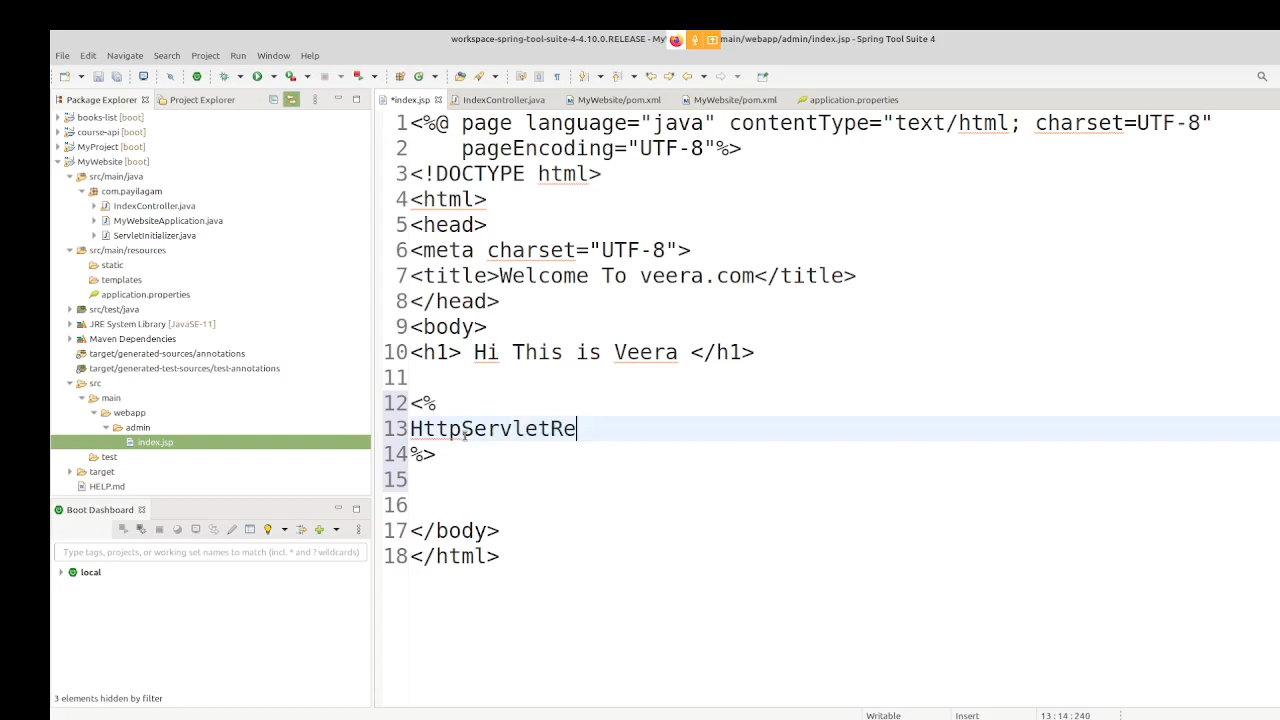 workspace-spring-tool-suite-4-4.10.0.RELEASE - My main/webapp/admin/index.jsp - Spring Tool Suite 4
File Edit Navigate Search Project Run Window Help
Package Explorer Project Explorer
books-list [boot]
course-api [boot]
MyProject [boot]
MyWebsite [boot]
src/main/java
com.payilagam
IndexController.java
MyWebsiteApplication.java
ServletInitializer.java
src/main/resources
static
templates
application.properties
src/test/java
JRE System Library [JavaSE-11]
Maven Dependencies
target/generated-sources/annotations
target/generated-test-sources/test-annotations
src
main
webapp
admin
index.jsp
test
target
HELP.md
Boot Dashboard
Type tags, projects, or working set names to match (incl. * and ? wildcards)
local
3 elements hidden by filter
*index.jsp IndexController.java MyWebsite/pom.xml MyWebsite/pom.xml application.properties
1 <%@ page language="java" contentType="text/html; charset=UTF-8"
2 pageEncoding="UTF-8"%>
3 <!DOCTYPE html>
4 <html>
5 <head>
6 <meta charset="UTF-8">
7 <title>Welcome To veera.com</title>
8 </head>
9 <body>
10 <h1> Hi This is Veera </h1>
11
12 <%
13 HttpServletRe
14 %>
15
16
17 </body>
18 </html>
Writable Insert 13 : 14 : 240